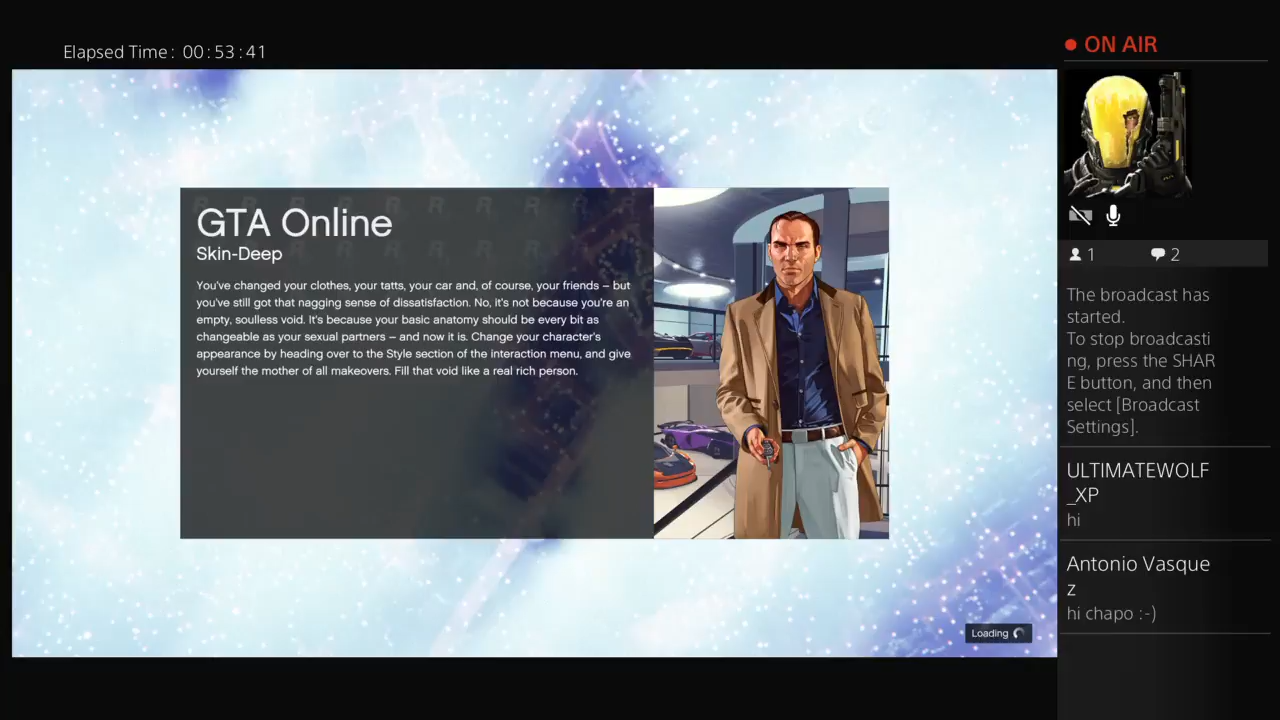 Elapsed Time: 00:53:41
ON AIR
GTA Online
Skin-Deep
You've changed your clothes, your tatts, your car and, of course, your friends – but
you've still got that nagging sense of dissatisfaction. No, it's not because you're an
empty, soulless void. It's because your basic anatomy should be every bit as
changeable as your sexual partners – and now it is. Change your character's
appearance by heading over to the Style section of the interaction menu, and give
yourself the mother of all makeovers. Fill that void like a real rich person.
Loading
1
2
The broadcast has
started.
To stop broadcasti
ng, press the SHAR
E button, and then
select [Broadcast
Settings].
ULTIMATEWOLF
_XP
hi
Antonio Vasque
z
hi chapo :-)